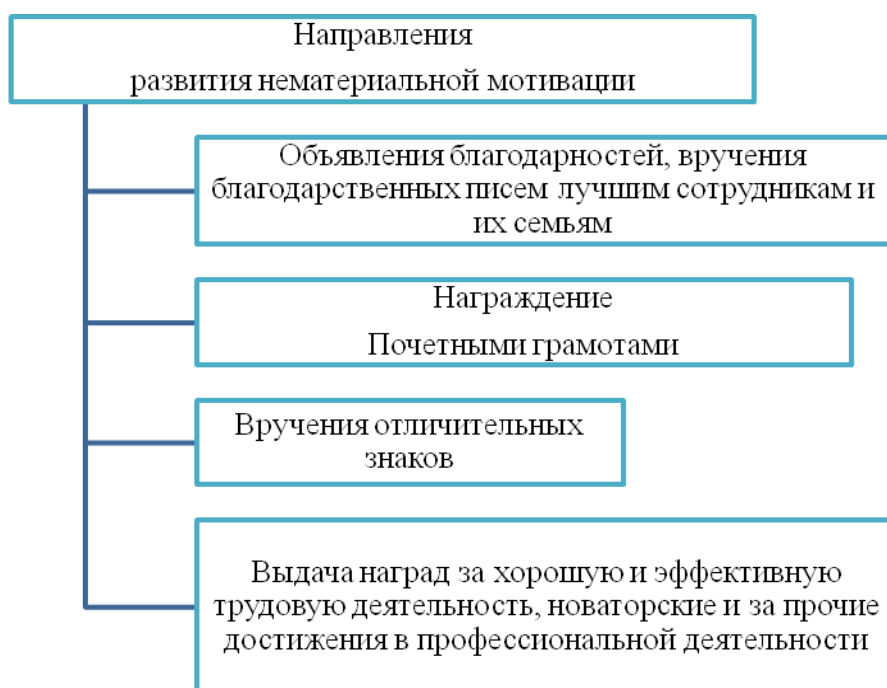 Направления
развития нематериальной мотивации
Объявления благодарностей, вручения
благодарственных писем лучшим сотрудникам и
их семьям
Награждение
Почетными грамотами
Вручения отличительных
знаков
Выдача наград за хорошую и эффективную
трудовую деятельность, новаторские и за прочие
достижения в профессиональной деятельности